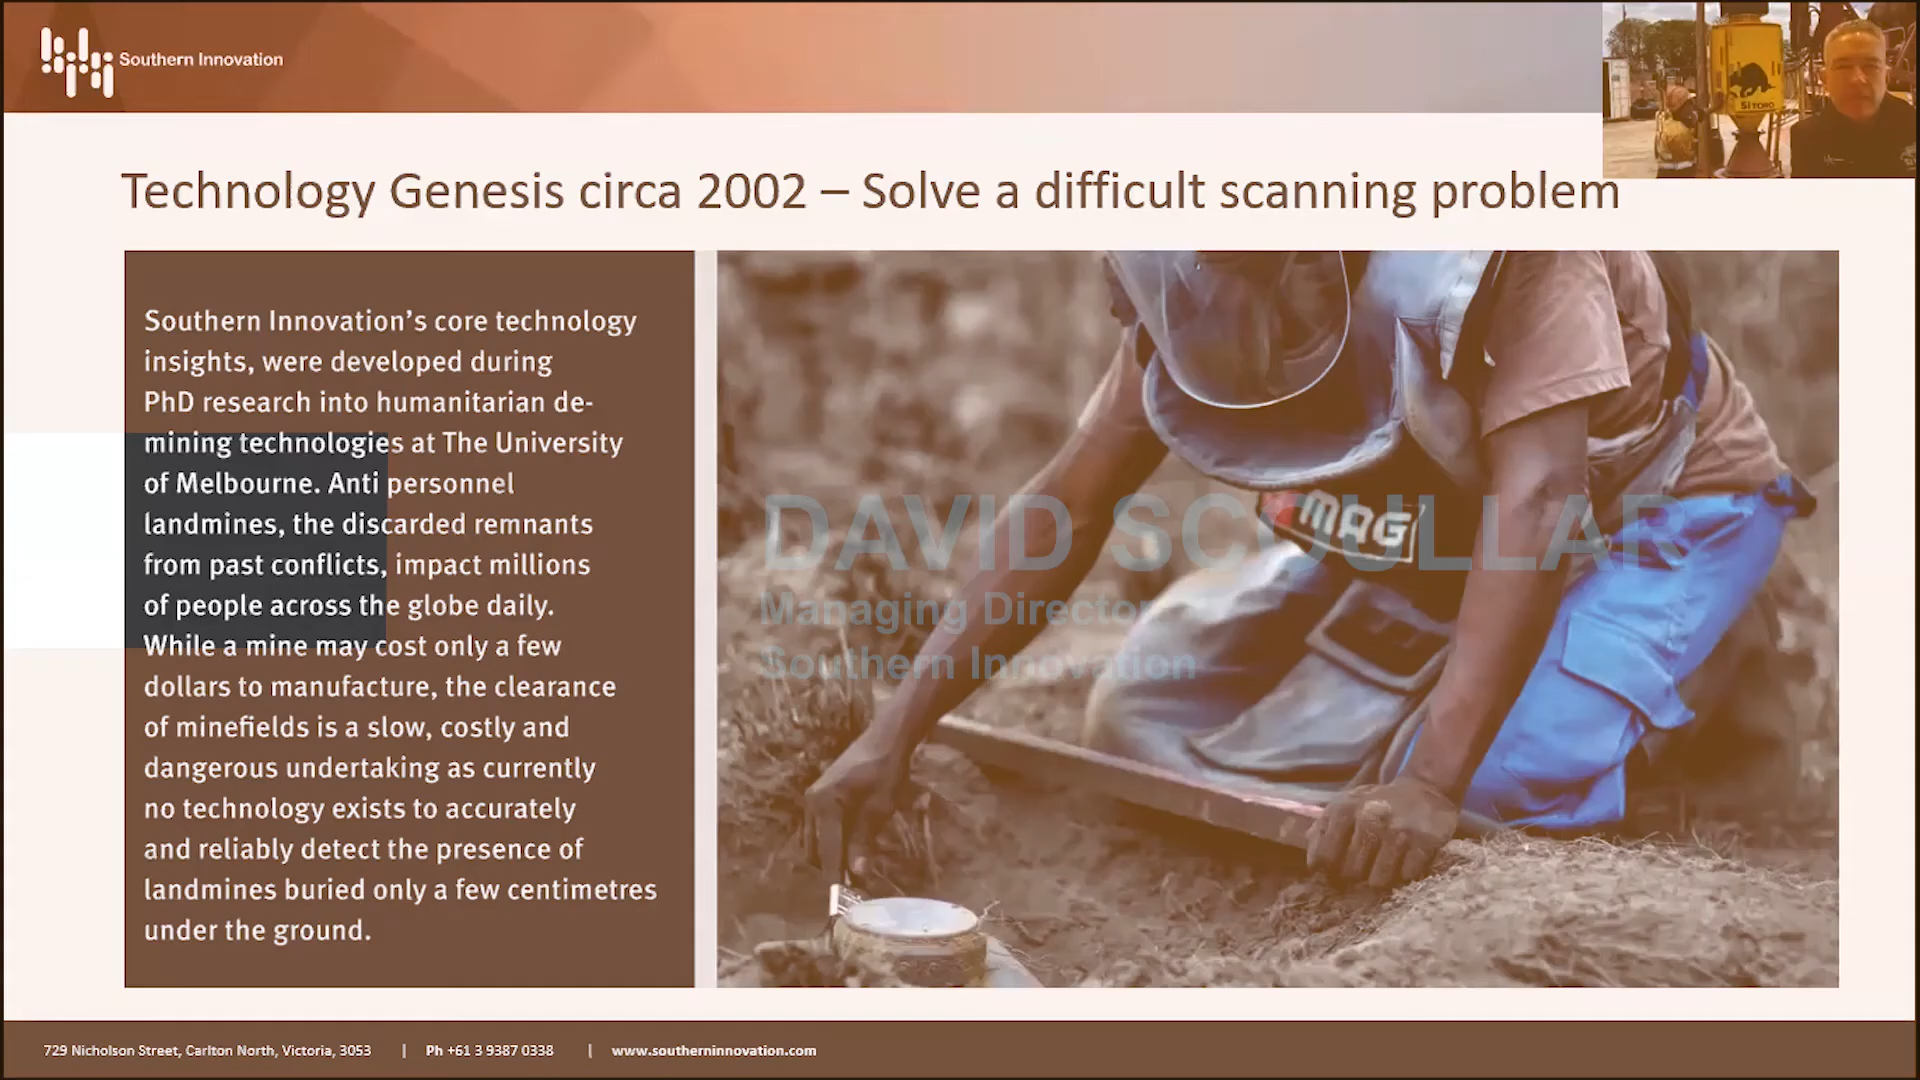 Southern Innovation
SITORO
Technology Genesis circa 2002 – Solve a difficult scanning problem
Southern Innovation's core technology
insights, were developed during
PhD research into humanitarian de-
mining technologies at The University
of Melbourne. Anti personnel
landmines, the discarded remnants
from past conflicts, impact millions
of people across the globe daily.
While a mine may cost only a few
dollars to manufacture, the clearance
of minefields is a slow, costly and
dangerous undertaking as currently
no technology exists to accurately
and reliably detect the presence of
landmines buried only a few centimetres
under the ground.
MAG
DAVID SCOULLAR
Managing Director
Southern Innovation
729 Nicholson Street, Carlton North, Victoria, 3053 | Ph +61 3 9387 0338 | www.southerninnovation.com